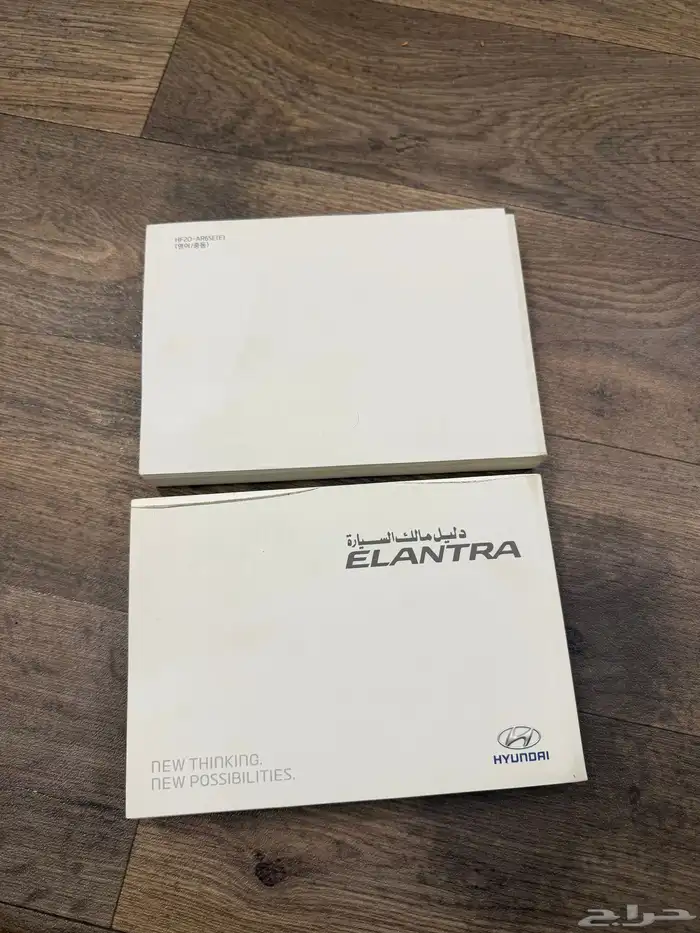 (영어/중동)
دليل مالك السيارة
ELANTRA
NEW THINKING.
NEW POSSIBILITIES.
HYUNDAI
حراج